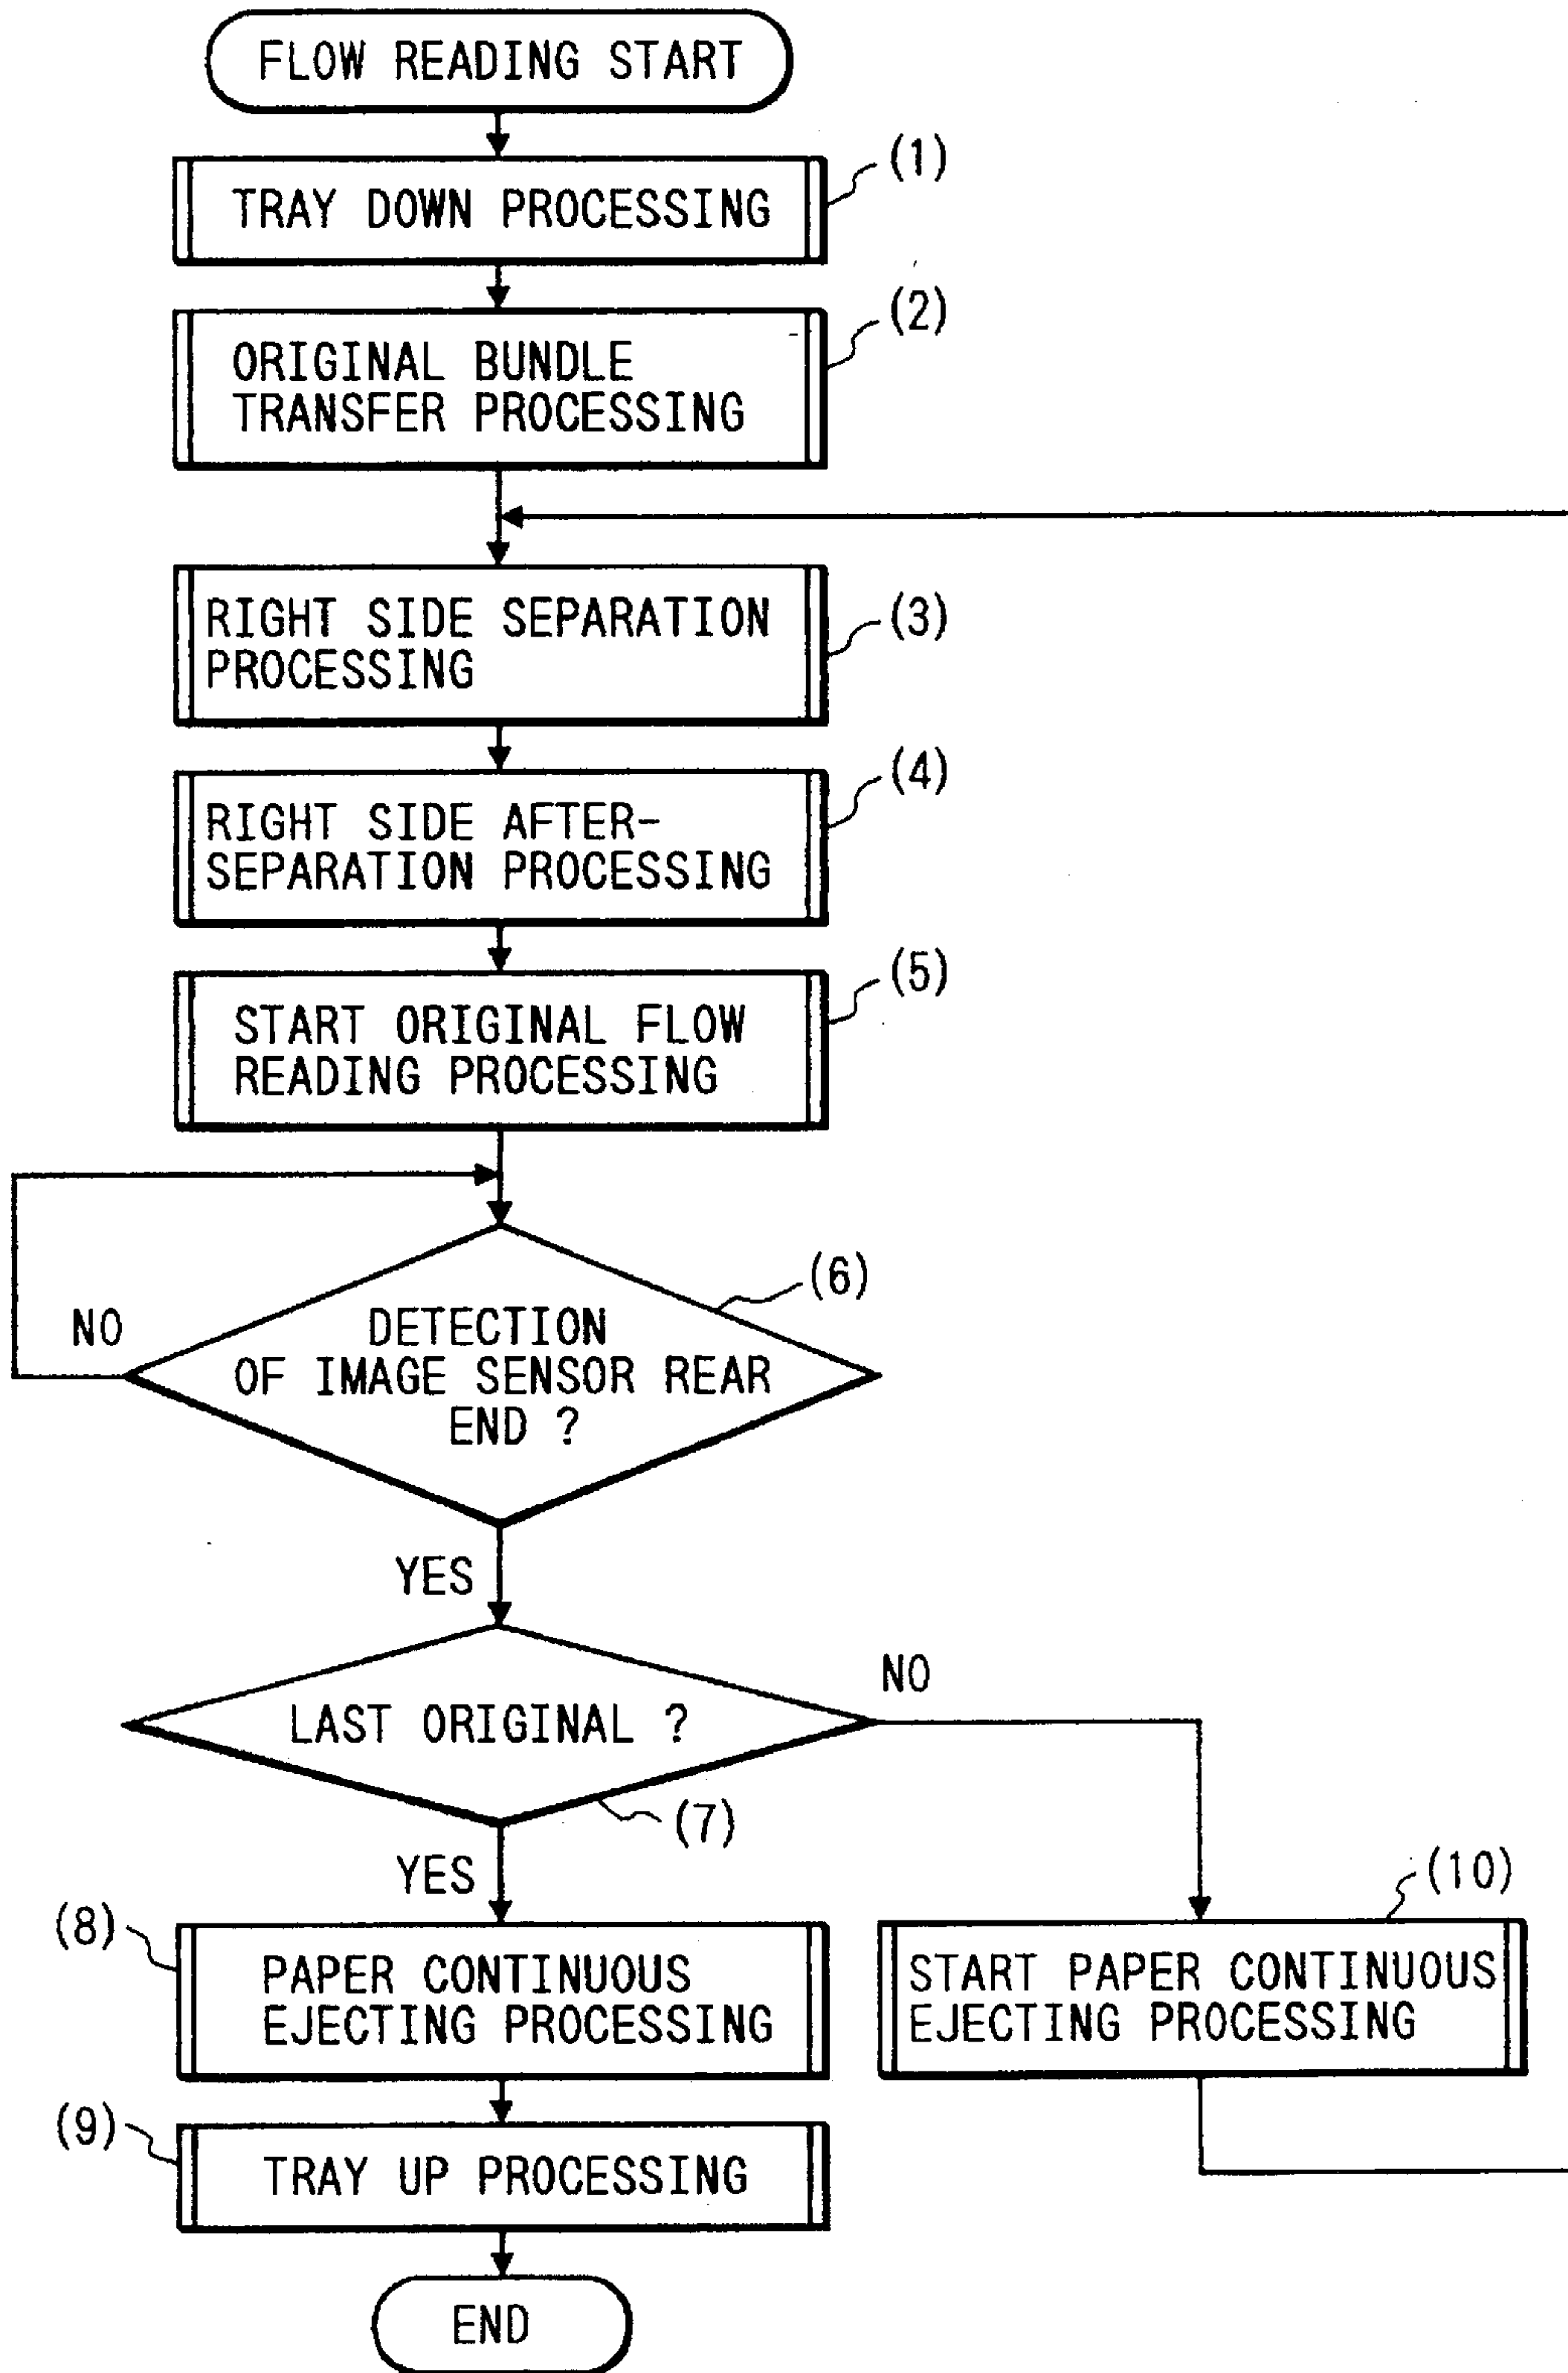 FLOW READING START
(1)
TRAY DOWN PROCESSING
(2)
ORIGINAL BUNDLE
TRANSFER PROCESSING
(3)
RIGHT SIDE SEPARATION
PROCESSING
(4)
RIGHT SIDE AFTER-
SEPARATION PROCESSING
(5)
START ORIGINAL FLOW
READING PROCESSING
(6)
NO
DETECTION
OF IMAGE SENSOR REAR
END ?
YES
NO
LAST ORIGINAL ?
(7)
YES
(8)
PAPER CONTINUOUS
EJECTING PROCESSING
(10)
START PAPER CONTINUOUS
EJECTING PROCESSING
(9)
TRAY UP PROCESSING
END